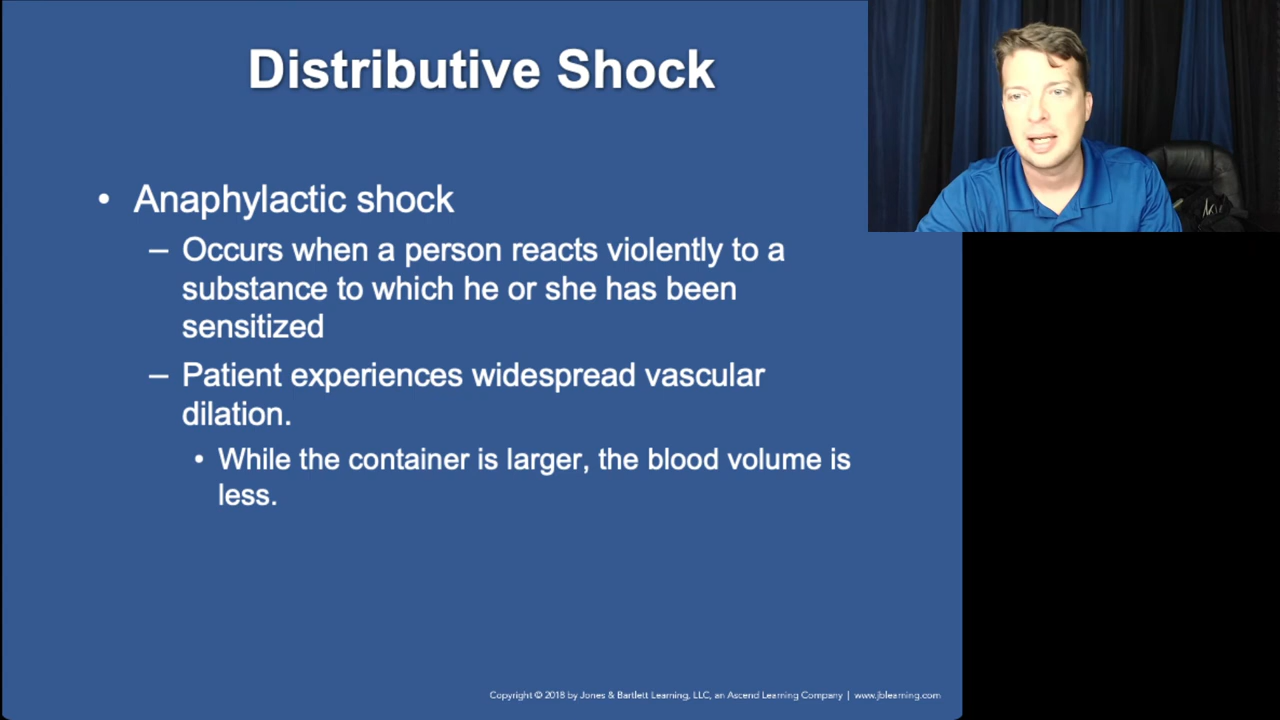 Distributive Shock
• Anaphylactic shock
– Occurs when a person reacts violently to a
substance to which he or she has been
sensitized
– Patient experiences widespread vascular
dilation.
• While the container is larger, the blood volume is
less.
Copyright © 2018 by Jones & Bartlett Learning, LLC, an Ascend Learning Company | www.jblearning.com